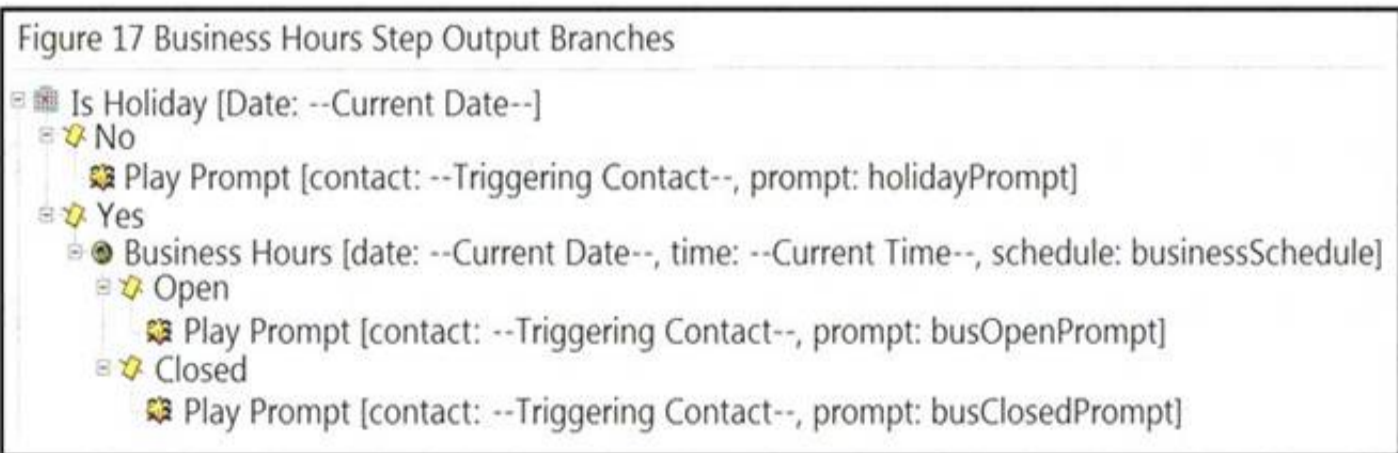 Figure 17 Business Hours Step Output Branches
Is Holiday [Date: --Current Date--]
No
Play Prompt [contact: --Triggering Contact--, prompt: holidayPrompt]
Yes
Business Hours [date: --Current Date--, time: --Current Time--, schedule: businessSchedule]
Open
Play Prompt [contact: --Triggering Contact--, prompt: busOpenPrompt]
Closed
Play Prompt [contact: --Triggering Contact--, prompt: busClosedPrompt]